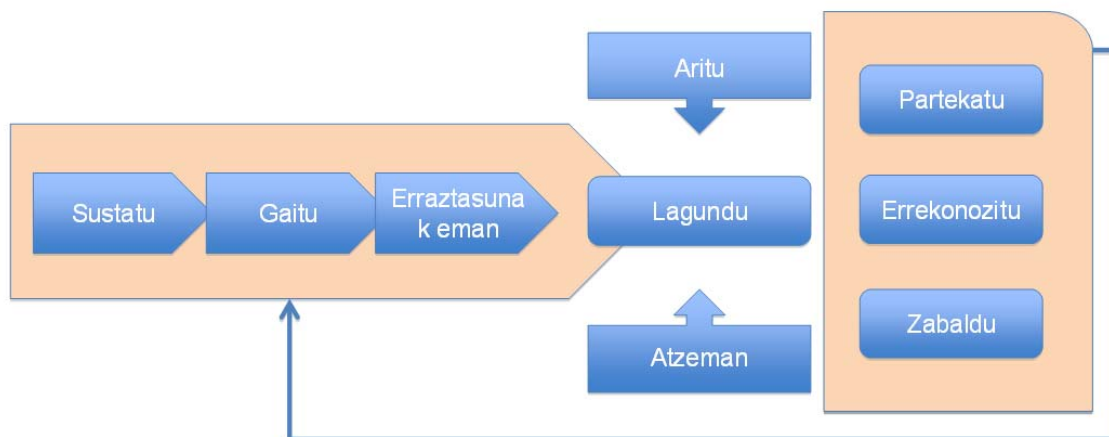 Sustatu
Gaitu
Erraztasuna
k eman
Aritu
Lagundu
Atzeman
Partekatu
Errekonozitu
Zabaldu